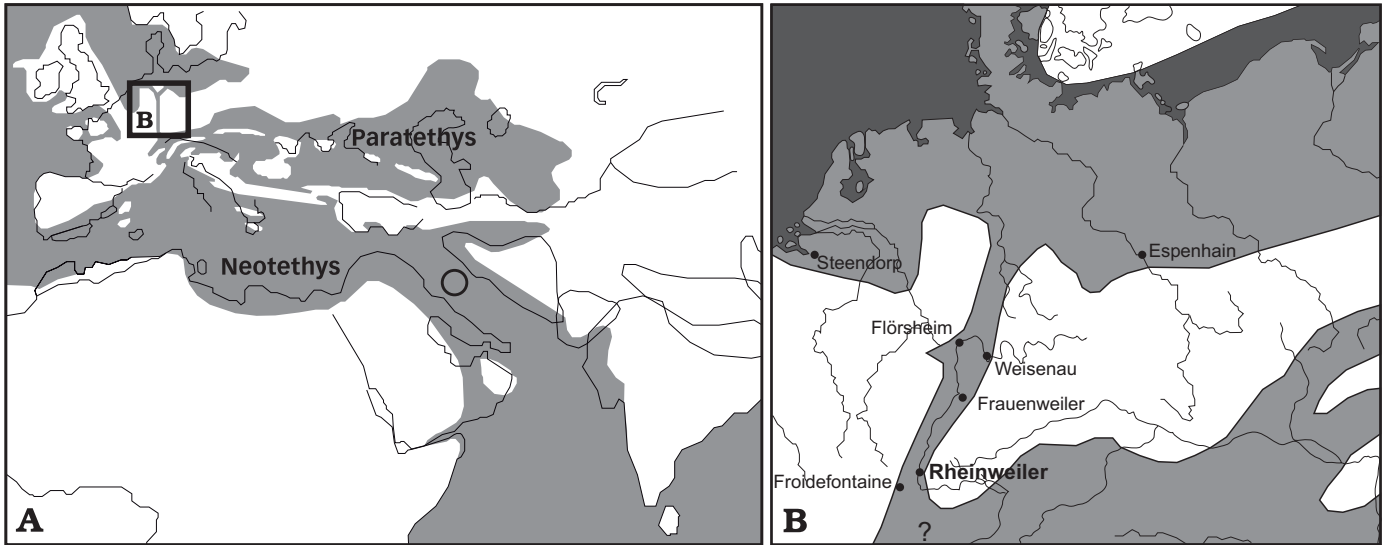 B
Paratethys
Neotethys
A
Steendorp
Espenhain
Flörsheim
Weisenau
Frauenweiler
Rheinweiler
Froidefontaine
B
?